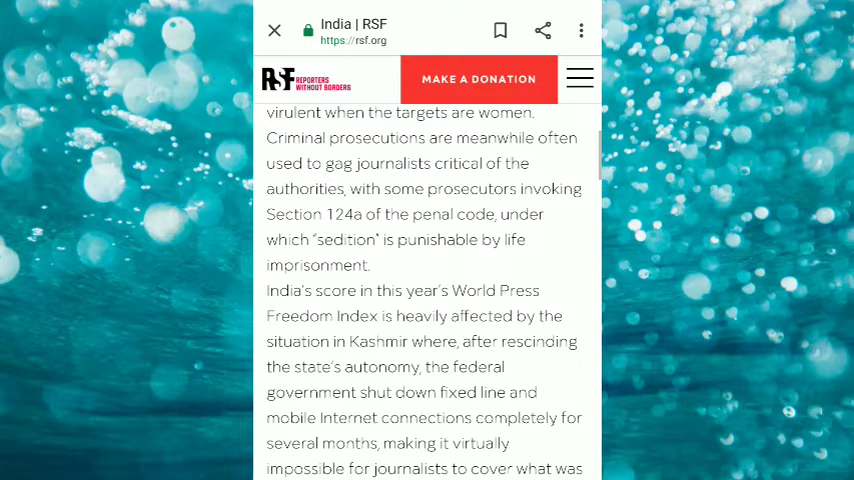 India | RSF
https://rsf.org
RSF REPORTERS
WITHOUT BORDERS
MAKE A DONATION
virulent when the targets are women.
Criminal prosecutions are meanwhile often
used to gag journalists critical of the
authorities, with some prosecutors invoking
Section 124a of the penal code, under
which “sedition” is punishable by life
imprisonment.
India’s score in this year’s World Press
Freedom Index is heavily affected by the
situation in Kashmir where, after rescinding
the state’s autonomy, the federal
government shut down fixed line and
mobile Internet connections completely for
several months, making it virtually
impossible for journalists to cover what was